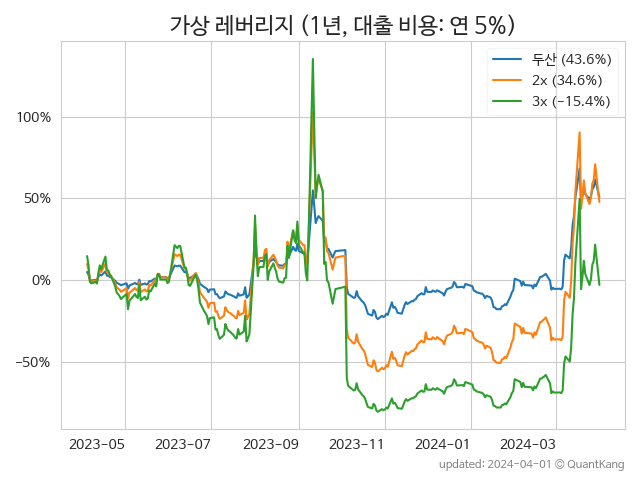 가상 레버리지 (1년, 대출 비용: 연 5%)
두산 (43.6%)
2x (34.6%)
3x (−15.4%)
100%
50%
0%
−50%
2023−05 2023−07 2023−09 2023−11 2024−01 2024−03
updated: 2024−04−01 © QuantKang